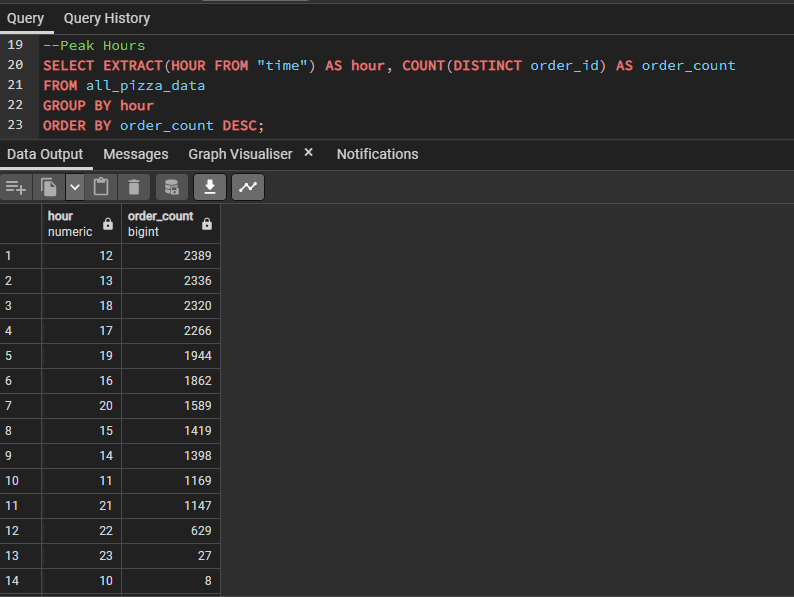 Query Query History
19 --Peak Hours
20 SELECT EXTRACT(HOUR FROM "time") AS hour, COUNT(DISTINCT order_id) AS order_count
21 FROM all_pizza_data
22 GROUP BY hour
23 ORDER BY order_count DESC;
Data Output Messages Graph Visualiser × Notifications
hour order_count
numeric bigint
1 12 2389
2 13 2336
3 18 2320
4 17 2266
5 19 1944
6 16 1862
7 20 1589
8 15 1419
9 14 1398
10 11 1169
11 21 1147
12 22 629
13 23 27
14 10 8